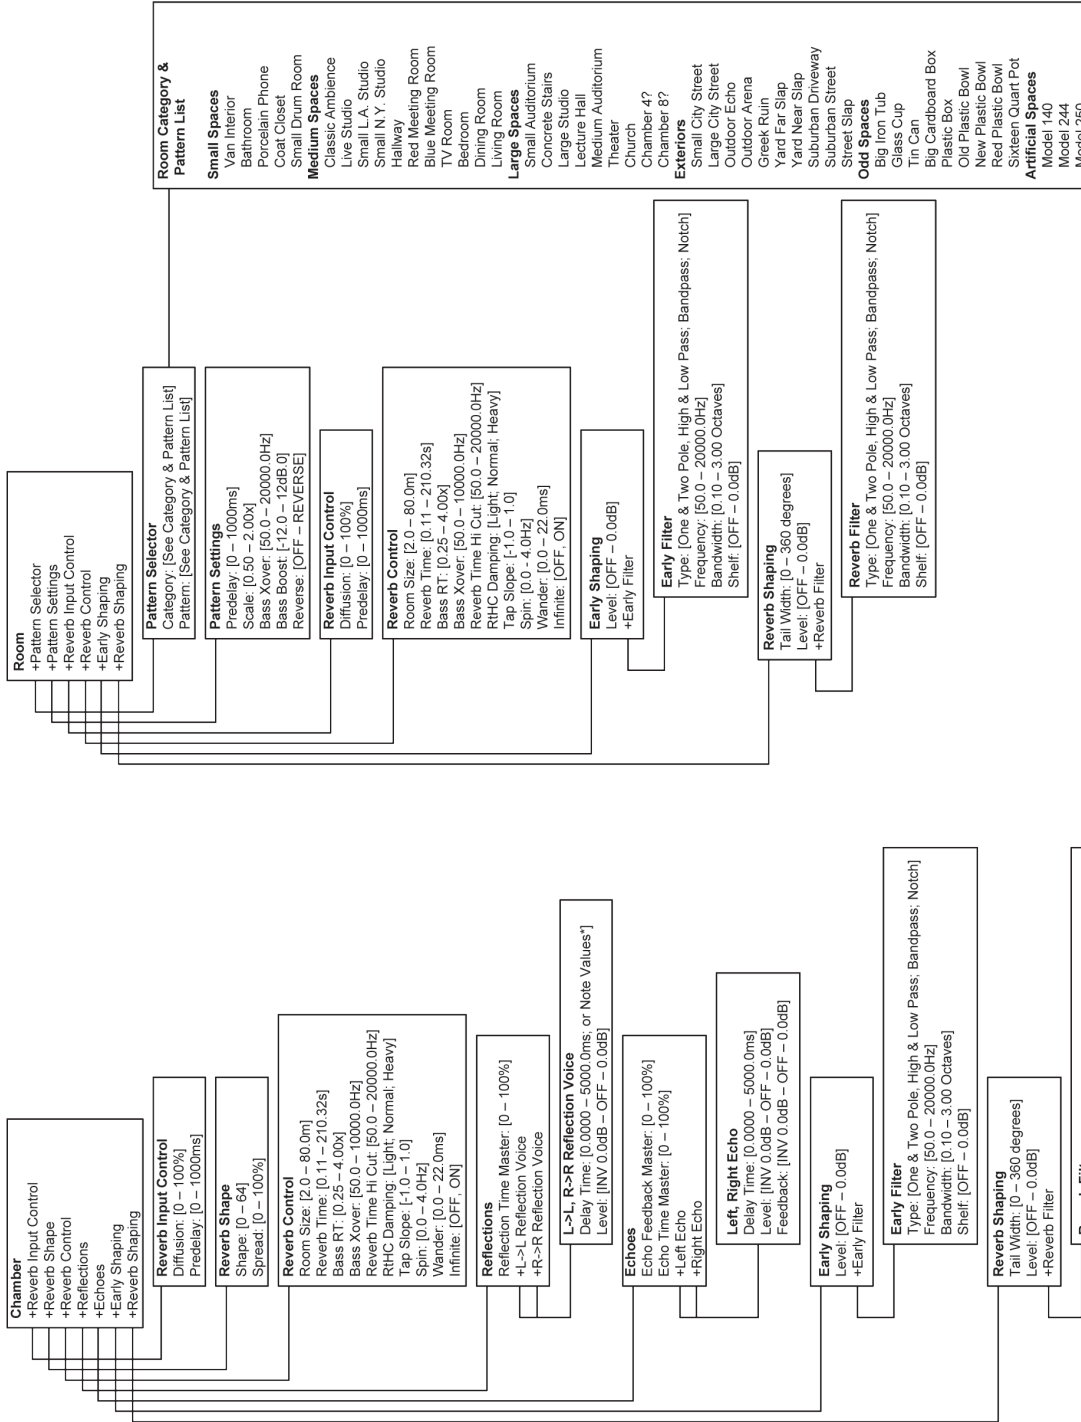 Chamber
+Reverb Input Control
+Reverb Shape
+Reverb Control
+Reflections
+Echoes
+Early Shaping
+Reverb Shaping
Reverb Input Control
Diffusion: [0 – 100%]
Predelay: [0 – 1000ms]
Reverb Shape
Shape: [0 – 64]
Spread: [0 – 100%]
Reverb Control
Room Size: [2.0 – 80.0m]
Reverb Time: [0.11 – 210.32s]
Bass RT: [0.25 – 4.00x]
Bass Xover: [50.0 – 10000.0Hz]
Reverb Time Hi Cut: [50.0 – 20000.0Hz]
RtHC Damping: [Light; Normal; Heavy]
Tap Slope: [-1.0 – 1.0]
Spin: [0.0 – 4.0Hz]
Wander: [0.0 – 22.0ms]
Infinite: [OFF, ON]
Reflections
Reflection Time Master: [0 – 100%]
+L->L Reflection Voice
+R->R Reflection Voice
L->L, R->R Reflection Voice
Delay Time: [0.0000 – 5000.0ms; or Note Values*]
Level: [INV 0.0dB – OFF – 0.0dB]
Echoes
Echo Feedback Master: [0 – 100%]
Echo Time Master: [0 – 100%]
+Left Echo
+Right Echo
Left, Right Echo
Delay Time: [0.0000 – 5000.0ms]
Level: [INV 0.0dB – OFF – 0.0dB]
Feedback: [INV 0.0dB – OFF – 0.0dB]
Early Shaping
Level: [OFF – 0.0dB]
+Early Filter
Early Filter
Type: [One & Two Pole, High & Low Pass; Bandpass; Notch]
Frequency: [50.0 – 20000.0Hz]
Bandwidth: [0.10 – 3.00 Octaves]
Shelf: [OFF – 0.0dB]
Reverb Shaping
Tail Width: [0 – 360 degrees]
Level: [OFF – 0.0dB]
+Reverb Filter
Room
+Pattern Selector
+Pattern Settings
+Reverb Input Control
+Reverb Control
+Early Shaping
+Reverb Shaping
Pattern Selector
Category: [See Category & Pattern List]
Pattern: [See Category & Pattern List]
Pattern Settings
Predelay: [0 – 1000ms]
Scale: [0.50 - 2.00x]
Bass Xover: [50.0 – 20000.0Hz]
Bass Boost: [-12.0 – 12dB.0]
Reverse: [OFF – REVERSE]
Reverb Input Control
Diffusion: [0 – 100%]
Predelay: [0 – 1000ms]
Reverb Control
Room Size: [2.0 – 80.0m]
Reverb Time: [0.11 – 210.32s]
Bass RT: [0.25 – 4.00x]
Bass Xover: [50.0 – 10000.0Hz]
Reverb Time Hi Cut: [50.0 – 20000.0Hz]
RtHC Damping: [Light; Normal; Heavy]
Tap Slope: [-1.0 – 1.0]
Spin: [0.0 - 4.0Hz]
Wander: [0.0 – 22.0ms]
Infinite: [OFF, ON]
Early Shaping
Level: [OFF – 0.0dB]
+Early Filter
Early Filter
Type: [One & Two Pole, High & Low Pass; Bandpass; Notch]
Frequency: [50.0 – 20000.0Hz]
Bandwidth: [0.10 – 3.00 Octaves]
Shelf: [OFF – 0.0dB]
Reverb Shaping
Tail Width: [0 – 360 degrees]
Level: [OFF – 0.0dB]
+Reverb Filter
Reverb Filter
Type: [One & Two Pole, High & Low Pass; Bandpass; Notch]
Frequency: [50.0 – 20000.0Hz]
Bandwidth: [0.10 – 3.00 Octaves]
Shelf: [OFF – 0.0dB]
Room Category &
Pattern List
Small Spaces
Van Interior
Bathroom
Porcelain Phone
Coat Closet
Small Drum Room
Medium Spaces
Classic Ambience
Live Studio
Small L.A. Studio
Small N.Y. Studio
Hallway
Red Meeting Room
Blue Meeting Room
TV Room
Bedroom
Dining Room
Living Room
Large Spaces
Small Auditorium
Concrete Stairs
Large Studio
Lecture Hall
Medium Auditorium
Theater
Church
Chamber 4?
Chamber 8?
Exteriors
Small City Street
Large City Street
Outdoor Echo
Outdoor Arena
Greek Ruin
Yard Far Slap
Yard Near Slap
Suburban Driveway
Suburban Street
Street Slap
Odd Spaces
Big Iron Tub
Glass Cup
Tin Can
Big Cardboard Box
Plastic Box
Old Plastic Bowl
New Plastic Bowl
Red Plastic Bowl
Sixteen Quart Pot
Artificial Spaces
Model 140
Model 244